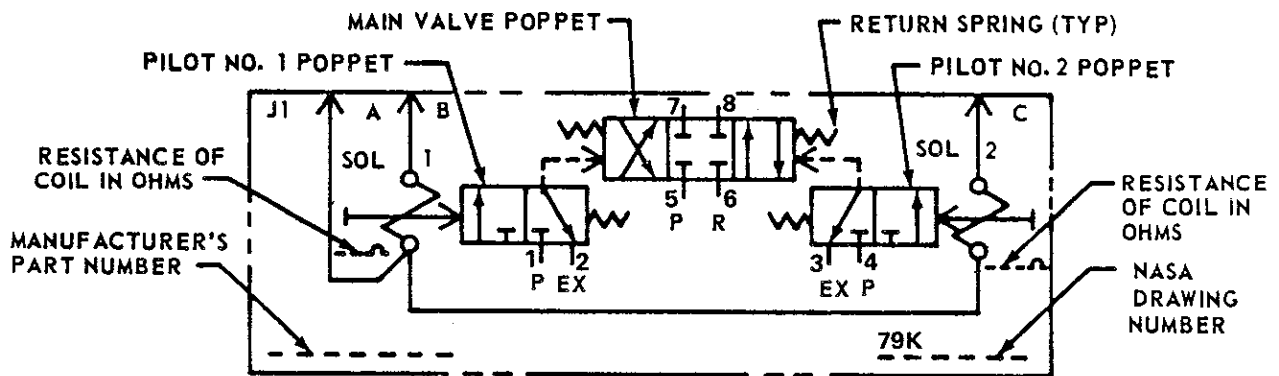 MAIN VALVE POPPET
RETURN SPRING (TYP)
PILOT NO. 1 POPPET
PILOT NO. 2 POPPET
J1 A B 7 8 C
RESISTANCE OF
COIL IN OHMS
SOL 1
SOL 2
5 6
P R
RESISTANCE
OF COIL IN
OHMS
MANUFACTURER'S
PART NUMBER
1 2
P EX
3 4
EX P
NASA
DRAWING
NUMBER
79K